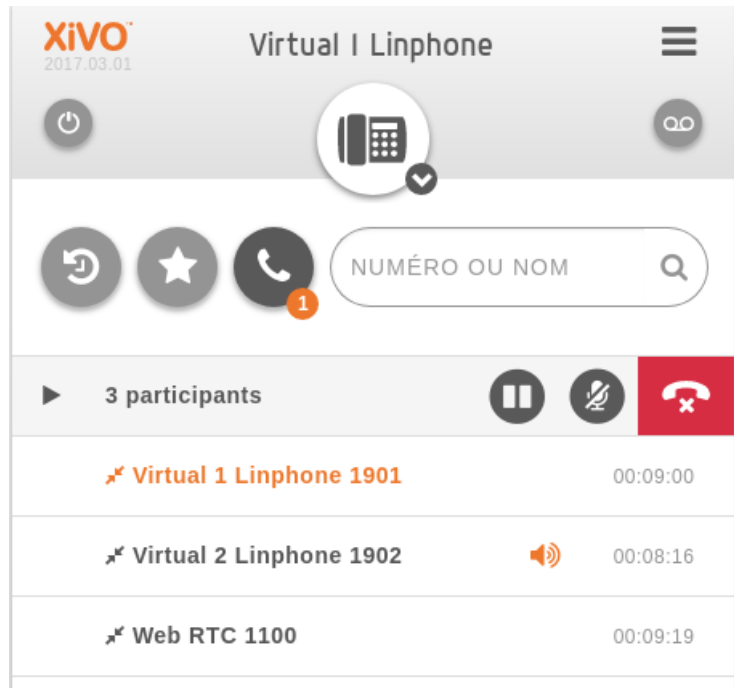 XiVO
2017.03.01
Virtual 1 Linphone
NUMÉRO OU NOM
1
3 participants
Virtual 1 Linphone 1901
00:09:00
Virtual 2 Linphone 1902
00:08:16
Web RTC 1100
00:09:19